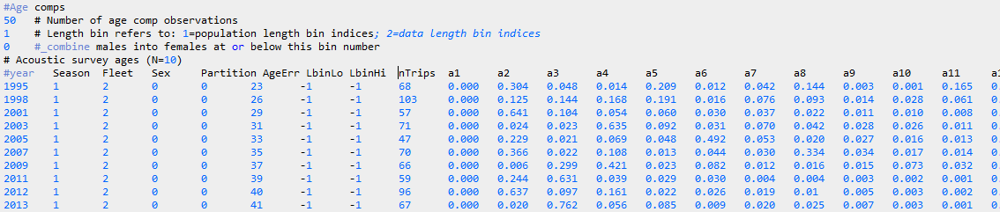 #Age comps
50 # Number of age comp observations
1 # Length bin refers to: 1=population length bin indices; 2=data length bin indices
0 #_combine males into females at or below this bin number
# Acoustic survey ages (N=10)
#year Season Fleet Sex Partition AgeErr LbinLo LbinHi nTrips a1 a2 a3 a4 a5 a6 a7 a8 a9 a10 a11
1995 1 2 0 0 23 -1 -1 68 0.000 0.304 0.048 0.014 0.209 0.012 0.042 0.144 0.003 0.001 0.165
1998 1 2 0 0 26 -1 -1 103 0.000 0.125 0.144 0.168 0.191 0.016 0.076 0.093 0.014 0.028 0.061
2001 1 2 0 0 29 -1 -1 57 0.000 0.641 0.104 0.054 0.060 0.030 0.037 0.022 0.011 0.010 0.008
2003 1 2 0 0 31 -1 -1 71 0.000 0.024 0.023 0.635 0.092 0.031 0.070 0.042 0.028 0.026 0.011
2005 1 2 0 0 33 -1 -1 47 0.000 0.229 0.021 0.069 0.048 0.492 0.053 0.020 0.027 0.016 0.013
2007 1 2 0 0 35 -1 -1 70 0.000 0.366 0.022 0.108 0.013 0.044 0.030 0.334 0.034 0.017 0.014
2009 1 2 0 0 37 -1 -1 66 0.000 0.006 0.299 0.421 0.023 0.082 0.012 0.016 0.015 0.073 0.032
2011 1 2 0 0 39 -1 -1 59 0.000 0.244 0.631 0.039 0.029 0.030 0.004 0.004 0.003 0.002 0.001
2012 1 2 0 0 40 -1 -1 96 0.000 0.637 0.097 0.161 0.022 0.026 0.019 0.01 0.005 0.003 0.002
2013 1 2 0 0 41 -1 -1 67 0.000 0.020 0.762 0.056 0.085 0.009 0.020 0.025 0.007 0.003 0.001